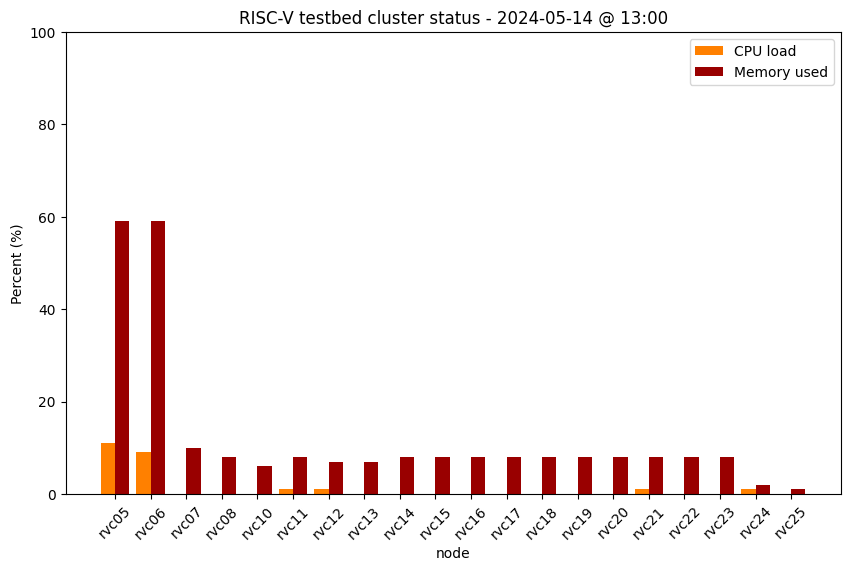 RISC-V testbed cluster status - 2024-05-14 @ 13:00
100
80
60
40
20
0
Percent (%)
CPU load
Memory used
rvc05
rvc06
rvc07
rvc08
rvc10
rvc11
rvc12
rvc13
rvc14
rvc15
rvc16
rvc17
rvc18
rvc19
rvc20
rvc21
rvc22
rvc23
rvc24
rvc25
node